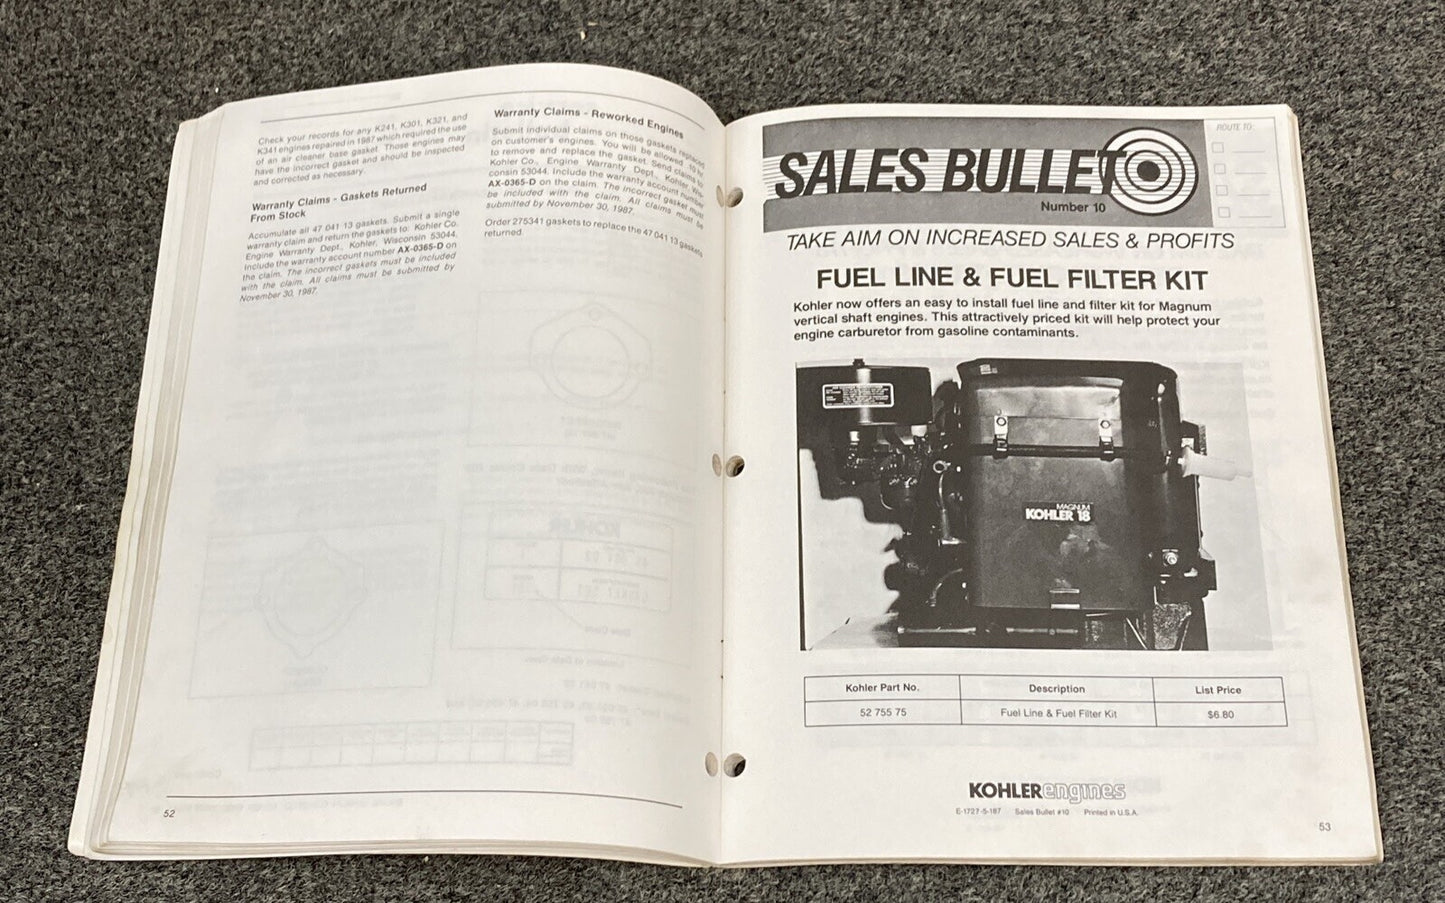 Check your records for any K241, K301, K321, and
K341 engines repaired in 1987 which required the use
of an air cleaner base gasket. Those engines may
have the incorrect gasket and should be inspected
and corrected as necessary.
Warranty Claims - Gaskets Returned
From Stock
Accumulate all 47 041 13 gaskets. Submit a single
warranty claim and return the gaskets to: Kohler Co.
Engine Warranty Dept., Kohler, Wisconsin 53044.
Include the warranty account number AX-0365-D on
the claim. The incorrect gaskets must be included
with the claim. All claims must be submitted by
November 30, 1987.
Warranty Claims - Reworked Engines
Submit individual claims on those gaskets replaced
on customer's engines. You will be allowed .10 hr.
to remove and replace the gasket. Send claims to
Kohler Co., Engine Warranty Dept., Kohler, Wis-
consin 53044. Include the warranty account number
AX-0365-D on the claim. The incorrect gasket must
be included with the claim. All claims must be
submitted by November 30, 1987.
Order 275341 gaskets to replace the 47 041 13 gaskets
returned.
52
SALES BULLET
Number 10
ROUTE TO:
TAKE AIM ON INCREASED SALES & PROFITS
FUEL LINE & FUEL FILTER KIT
Kohler now offers an easy to install fuel line and filter kit for Magnum
vertical shaft engines. This attractively priced kit will help protect your
engine carburetor from gasoline contaminants.
MAGNUM
KOHLER 18
Kohler Part No. Description List Price
52 755 75 Fuel Line & Fuel Filter Kit $6.80
KOHLERengines
E-1727-5-187 Sales Bullet #10 Printed in U.S.A.
53